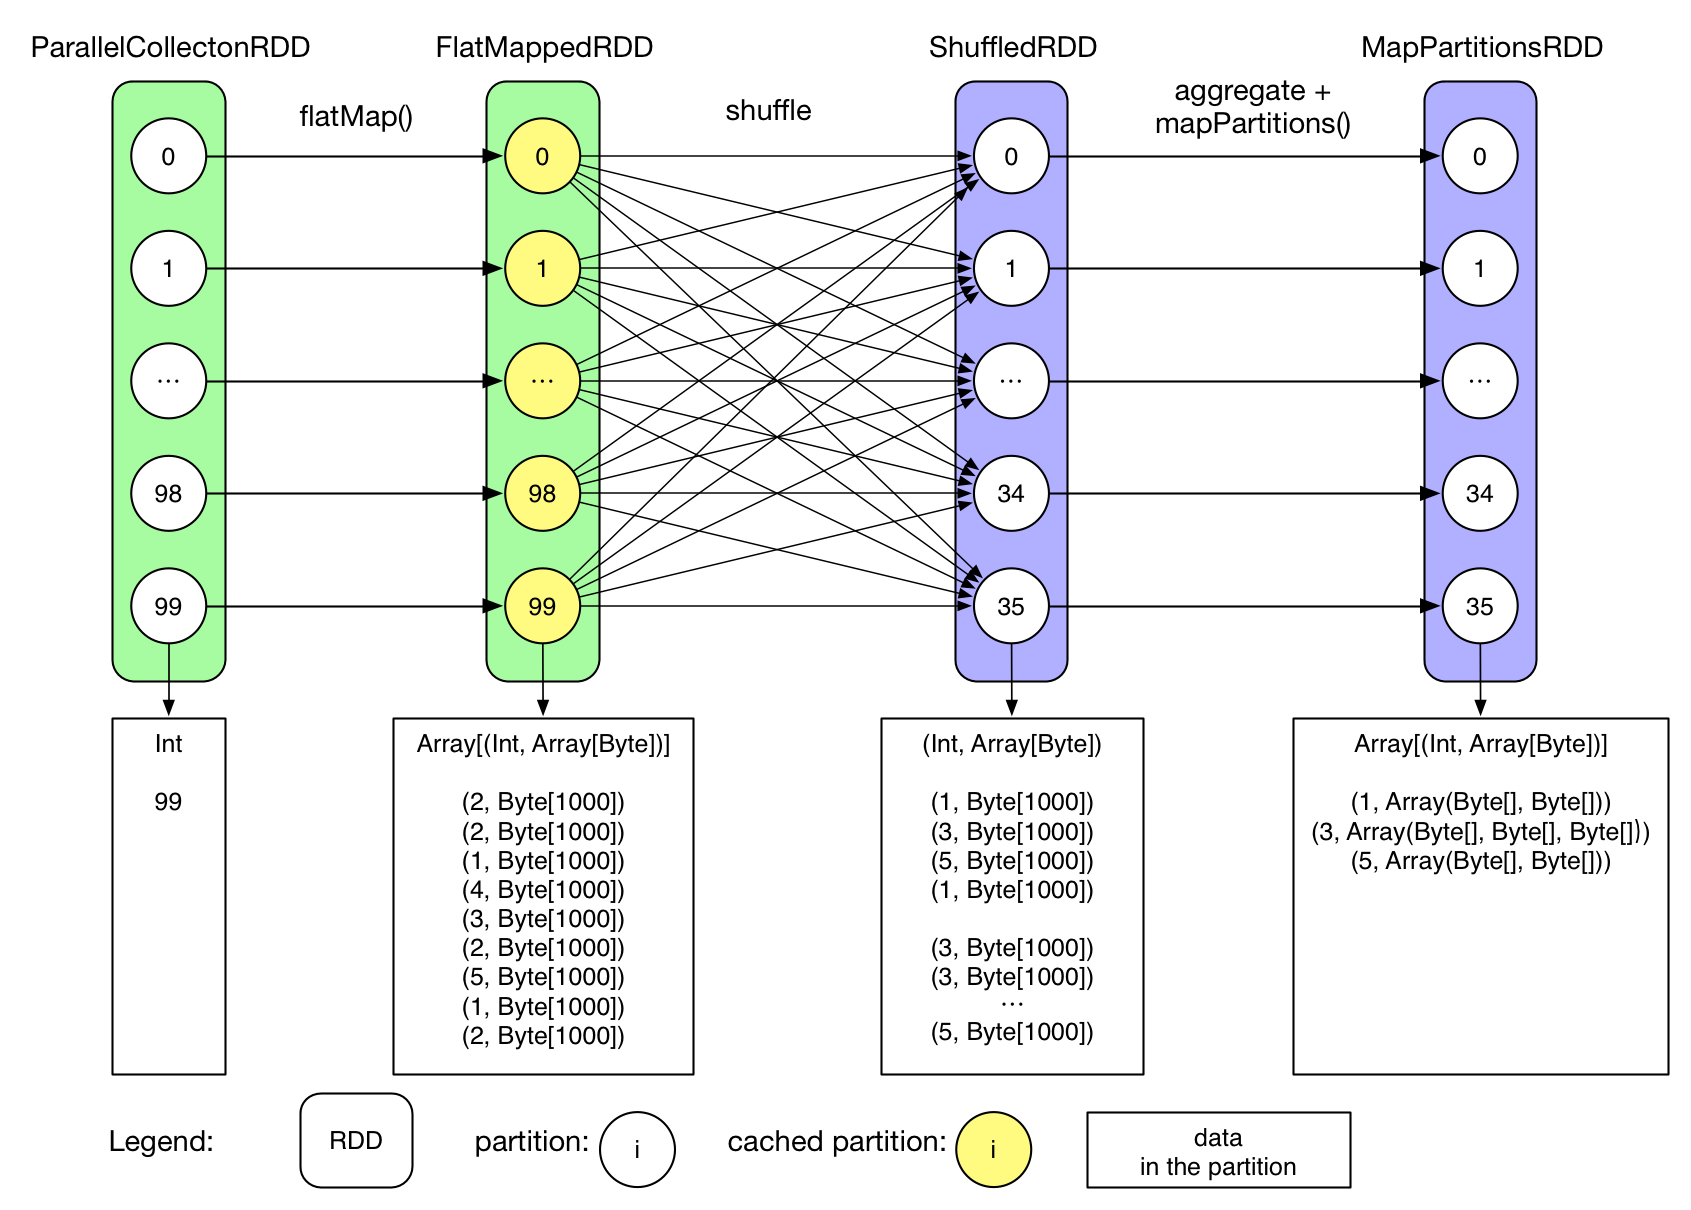 ParallelCollectonRDD
FlatMappedRDD
ShuffledRDD
MapPartitionsRDD
flatMap()
shuffle
aggregate +
mapPartitions()
0
0
0
0
1
1
1
1
...
...
...
...
98
98
34
34
99
99
35
35
Int
99
Array[(Int, Array[Byte])]
(2, Byte[1000])
(2, Byte[1000])
(1, Byte[1000])
(4, Byte[1000])
(3, Byte[1000])
(2, Byte[1000])
(5, Byte[1000])
(1, Byte[1000])
(2, Byte[1000])
(Int, Array[Byte])
(1, Byte[1000])
(3, Byte[1000])
(5, Byte[1000])
(1, Byte[1000])
(3, Byte[1000])
(3, Byte[1000])
...
(5, Byte[1000])
Array[(Int, Array[Byte])]
(1, Array(Byte[], Byte[]))
(3, Array(Byte[], Byte[], Byte[]))
(5, Array(Byte[], Byte[]))
Legend:
RDD
partition:
i
cached partition:
i
data
in the partition